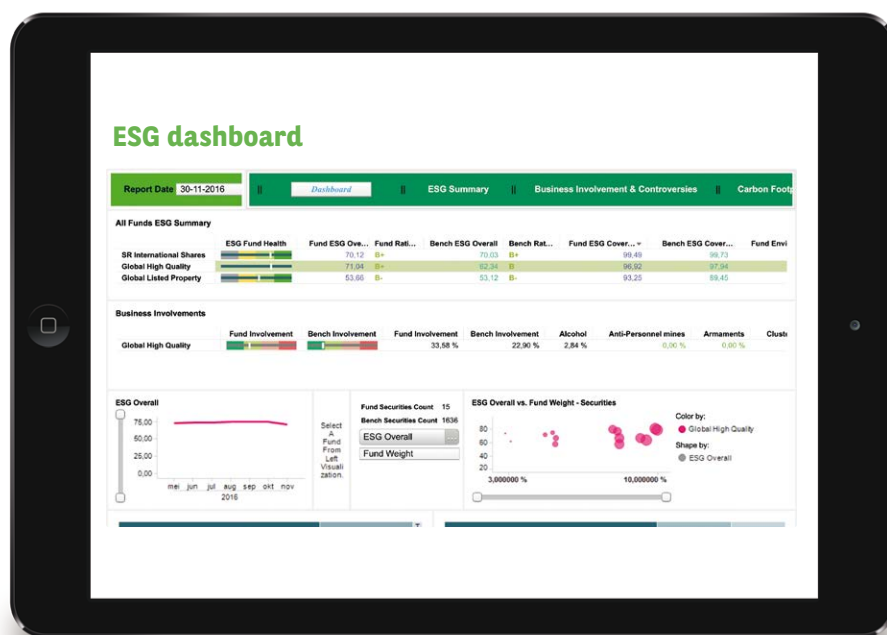 ESG dashboard
Report Date 30-11-2016 || Dashboard || ESG Summary || Business Involvement & Controversies || Carbon Footp
All Funds ESG Summary
ESG Fund Health Fund ESG Ove... Fund Rati... Bench ESG Overall Bench Rat... Fund ESG Cover... Bench ESG Cover... Fund Envi
SR International Shares 70,12 B+ 70,03 B+ 99,49 99,73
Global High Quality 71,04 B+ 62,34 B 96,92 97,94
Global Listed Property 53,66 B- 53,12 B- 93,25 89,45
Business Involvements
Fund Involvement Bench Involvement Fund Involvement Bench Involvement Alcohol Anti-Personnel mines Armaments Clust
Global High Quality 33,58 % 22,90 % 2,84 % 0,00 % 0,00 %
ESG Overall
75,00
50,00
25,00
0,00
mei jun jul aug sep okt nov
2016
Select
A
Fund
From
Left
Visuali
zation.
Fund Securities Count 15
Bench Securities Count 1636
ESG Overall ...
Fund Weight
ESG Overall vs. Fund Weight - Securities
80
60
40
20
3,000000 % 10,000000 %
Color by:
Global High Quality
Shape by:
ESG Overall